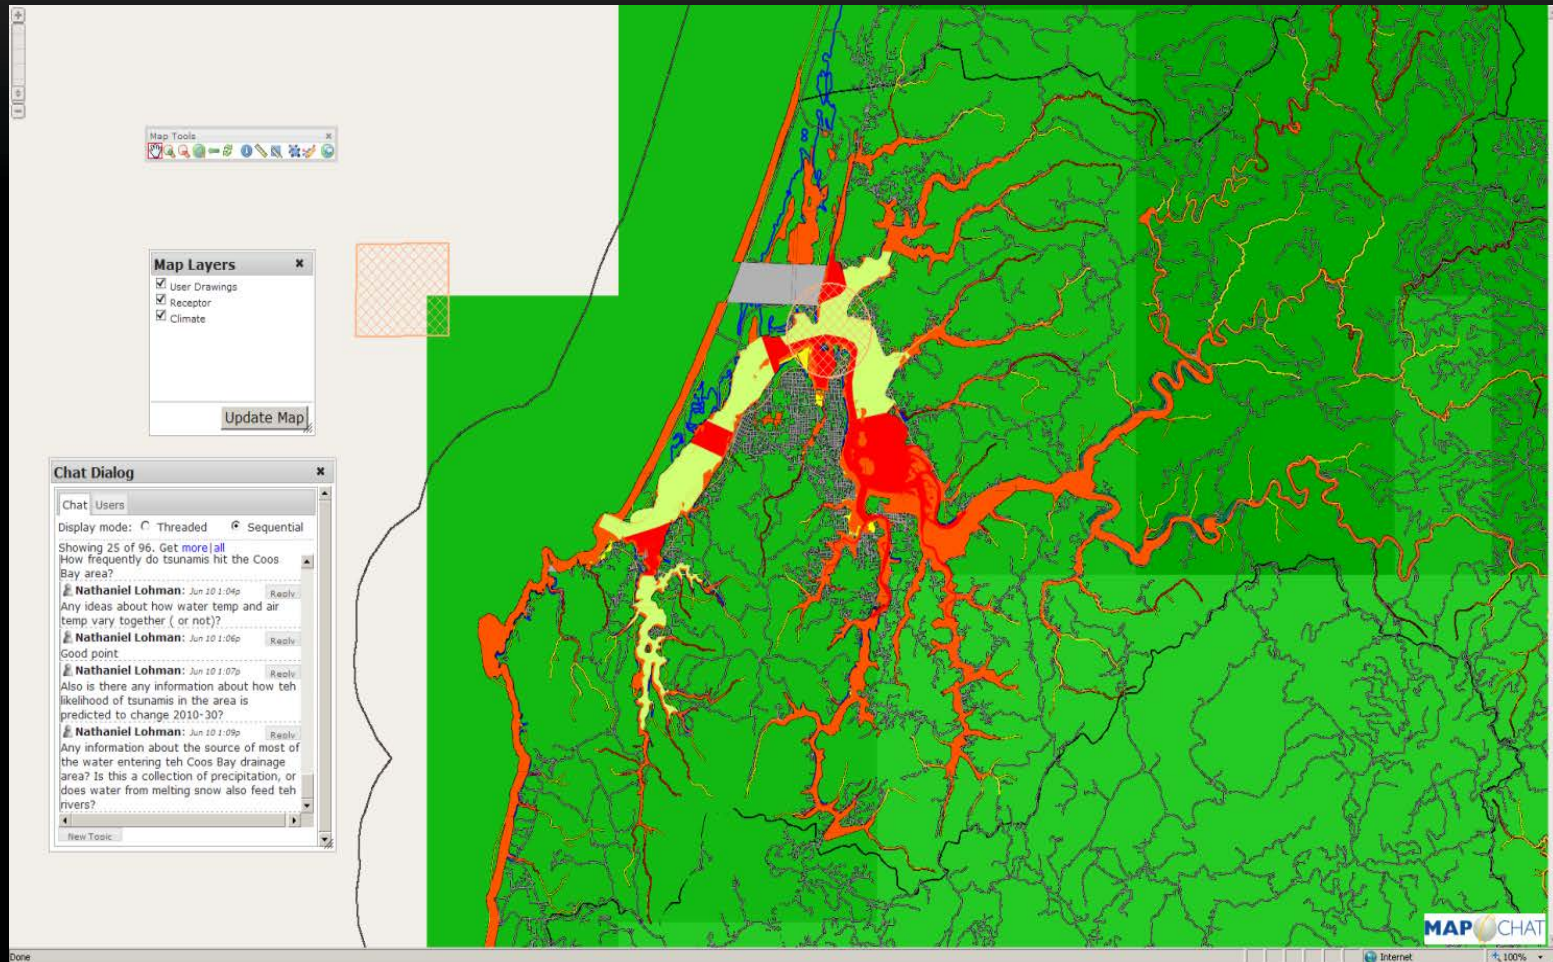 Map Tools
Map Layers
User Drawings
Receptor
Climate
Update Map
Chat Dialog
Chat Users
Display mode: Threaded Sequential
Showing 25 of 96. Get more|all
How frequently do tsunamis hit the Coos
Bay area?
Nathaniel Lohman: Jun 10 1:04p Reply
Any ideas about how water temp and air
temp vary together ( or not)?
Nathaniel Lohman: Jun 10 1:06p Reply
Good point
Nathaniel Lohman: Jun 10 1:07p Reply
Also is there any information about how teh
likelihood of tsunamis in the area is
predicted to change 2010-30?
Nathaniel Lohman: Jun 10 1:09p Reply
Any information about the source of most of
the water entering teh Coos Bay drainage
area? Is this a collection of precipitation, or
does water from melting snow also feed teh
rivers?
New Topic
MAP CHAT
Done Internet 100%